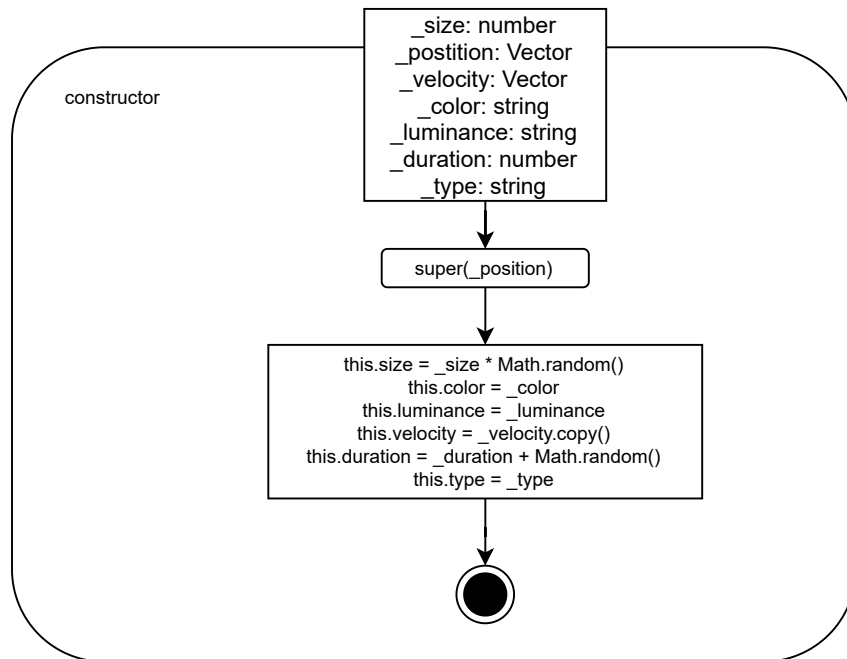 _size: number
_postition: Vector
_velocity: Vector
_color: string
_luminance: string
_duration: number
_type: string
constructor
super(_position)
this.size = _size * Math.random()
this.color = _color
this.luminance = _luminance
this.velocity = _velocity.copy()
this.duration = _duration + Math.random()
this.type = _type